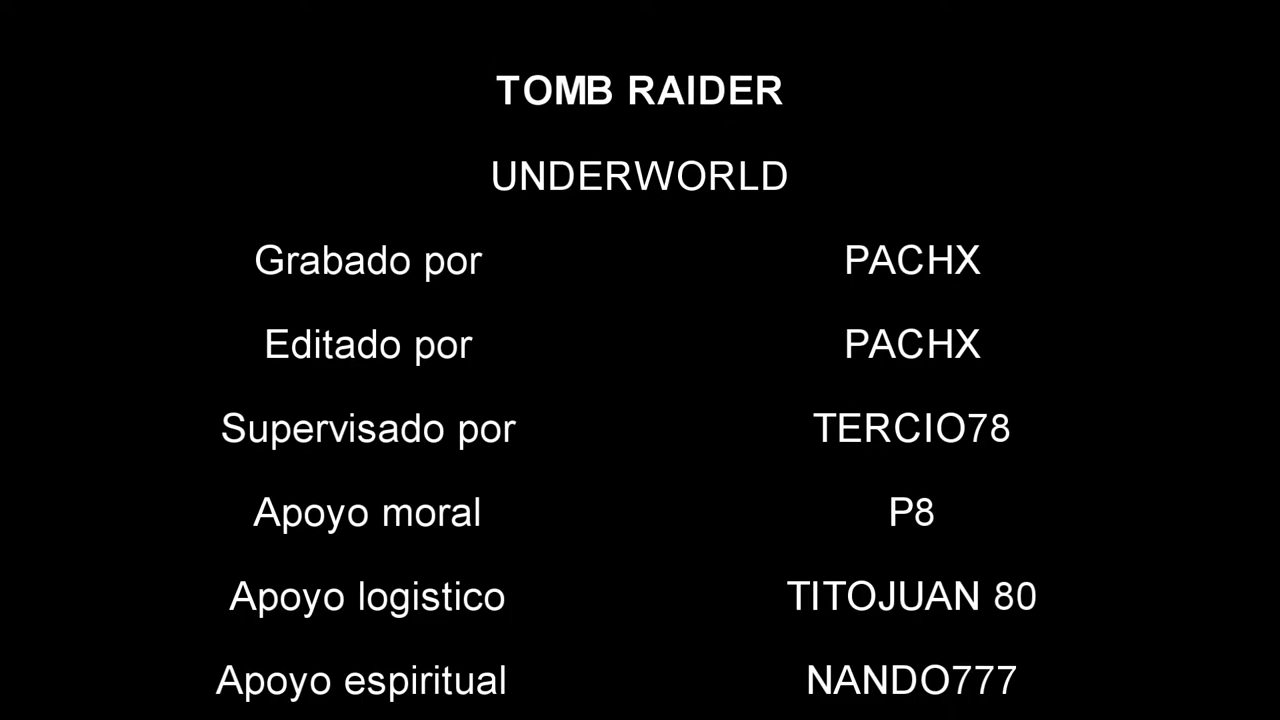 TOMB RAIDER
UNDERWORLD
Grabado por PACHX
Editado por PACHX
Supervisado por TERCIO78
Apoyo moral P8
Apoyo logistico TITOJUAN 80
Apoyo espiritual NANDO777